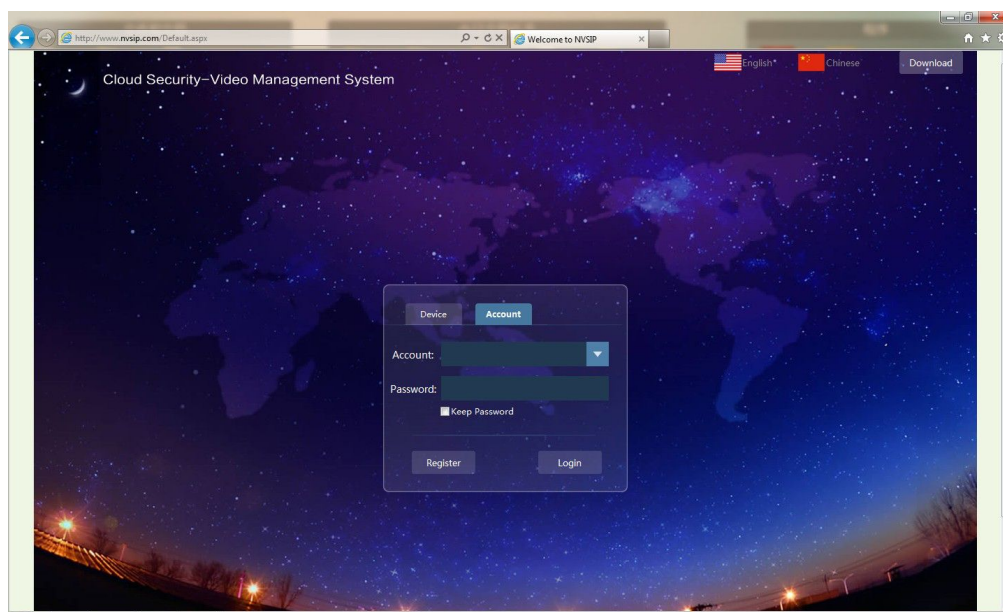 http://www.nvsip.com/Default.aspx
Welcome to NVSIP
Cloud Security-Video Management System
English
Chinese
Download
Device
Account
Account:
Password:
Keep Password
Register
Login